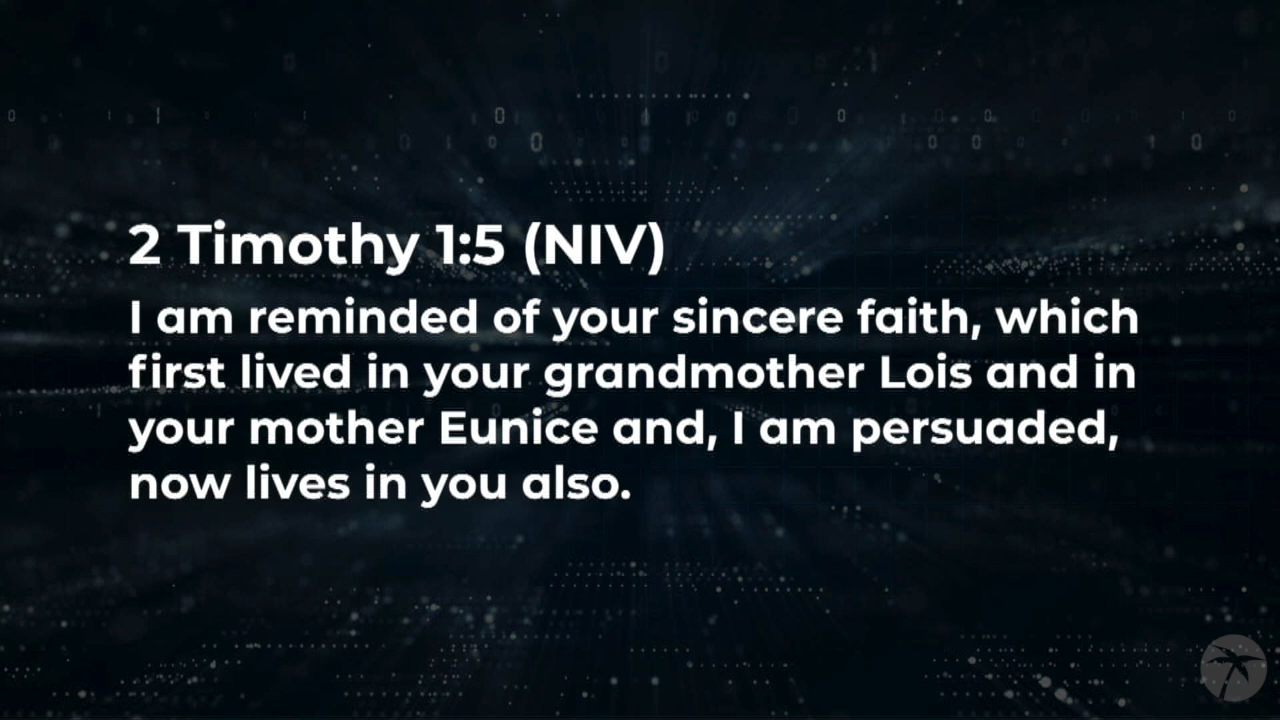 2 Timothy 1:5 (NIV)
I am reminded of your sincere faith, which
first lived in your grandmother Lois and in
your mother Eunice and, I am persuaded,
now lives in you also.